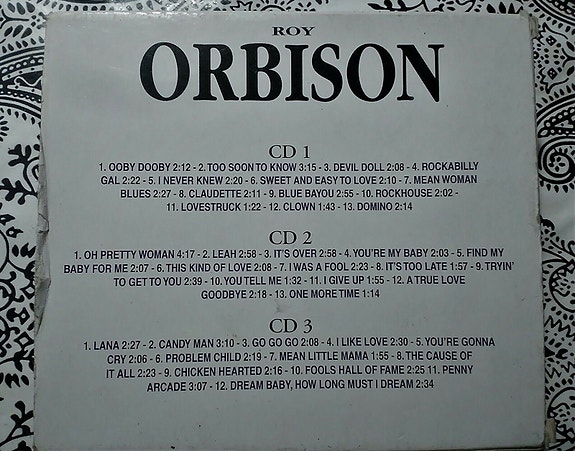 ROY
ORBISON
CD 1
1. OOBY DOOBY 2:12 - 2. TOO SOON TO KNOW 3:15 - 3. DEVIL DOLL 2:08 - 4. ROCKABILLY
GAL 2:22 - 5. I NEVER KNEW 2:20 - 6. SWEET AND EASY TO LOVE 2:10 - 7. MEAN WOMAN
BLUES 2:27 - 8. CLAUDETTE 2:11 - 9. BLUE BAYOU 2:55 - 10. ROCKHOUSE 2:02 -
11. LOVESTRUCK 1:22 - 12. CLOWN 1:43 - 13. DOMINO 2:14
CD 2
1. OH PRETTY WOMAN 4:17 - 2. LEAH 2:58 - 3. IT'S OVER 2:58 - 4. YOU'RE MY BABY 2:03 - 5. FIND MY
BABY FOR ME 2:07 - 6. THIS KIND OF LOVE 2:08 - 7. I WAS A FOOL 2:23 - 8. IT'S TOO LATE 1:57 - 9. TRYIN'
TO GET TO YOU 2:39 - 10. YOU TELL ME 1:32 - 11. I GIVE UP 1:55 - 12. A TRUE LOVE
GOODBYE 2:18 - 13. ONE MORE TIME 1:14
CD 3
1. LANA 2:27 - 2. CANDY MAN 3:10 - 3. GO GO GO 2:08 - 4. I LIKE LOVE 2:30 - 5. YOU'RE GONNA
CRY 2:06 - 6. PROBLEM CHILD 2:19 - 7. MEAN LITTLE MAMA 1:55 - 8. THE CAUSE OF
IT ALL 2:23 - 9. CHICKEN HEARTED 2:16 - 10. FOOLS HALL OF FAME 2:25 11. PENNY
ARCADE 3:07 - 12. DREAM BABY, HOW LONG MUST I DREAM 2:34